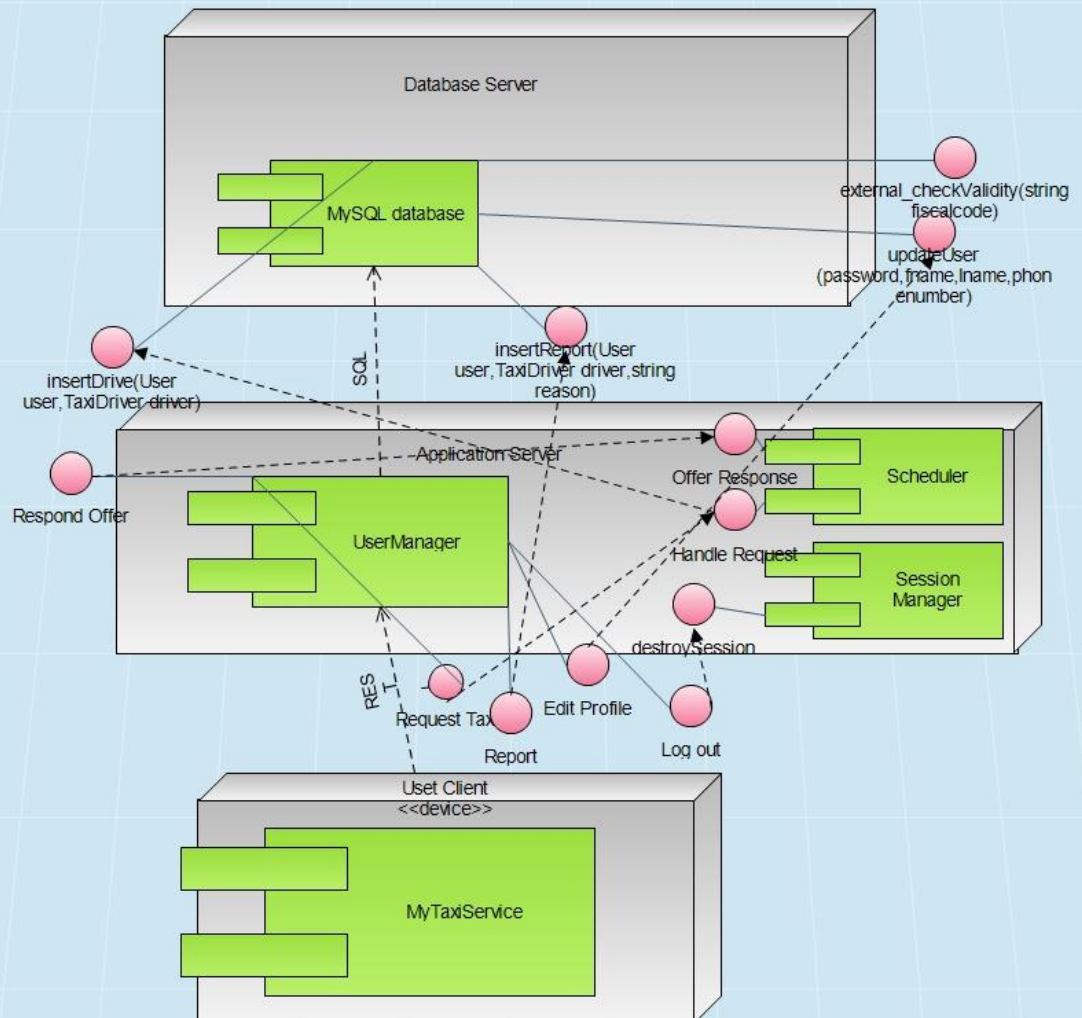 Database Server
MySQL database
external_checkValidity(string
fiscalcode)
updateUser
(password,fname,lname,phon
enumber)
insertDrive(User
user,TaxiDriver driver)
SQL
insertReport(User
user,TaxiDriver driver,string
reason)
Application Server
Respond Offer
Offer Response
Scheduler
UserManager
Handle Request
Session
Manager
destroySession
RES
T
Request Tax
Edit Profile
Report
Log out
Uset Client
<<device>>
MyTaxiService